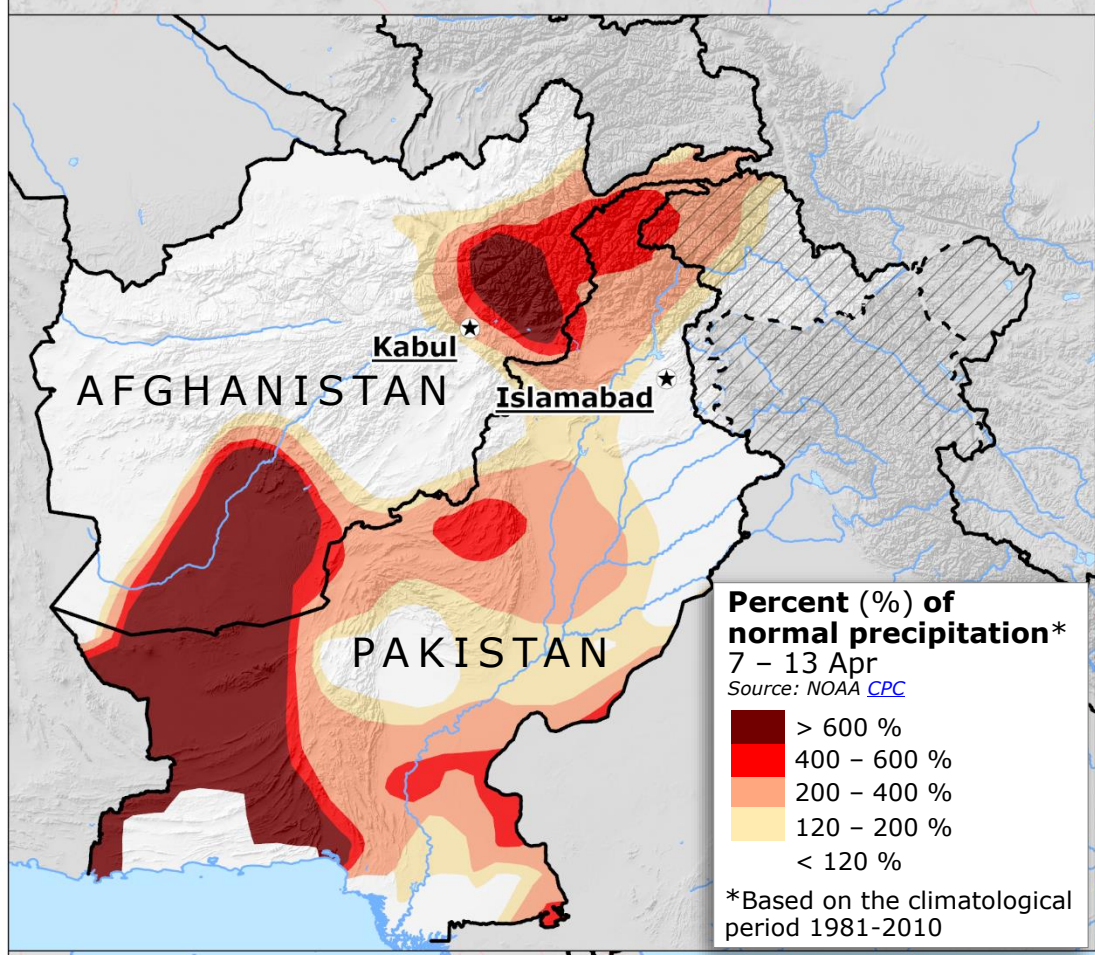 Kabul
AFGHANISTAN
Islamabad
PAKISTAN
Percent (%) of
normal precipitation*
7 – 13 Apr
Source: NOAA CPC
> 600 %
400 – 600 %
200 – 400 %
120 – 200 %
< 120 %
*Based on the climatological
period 1981-2010